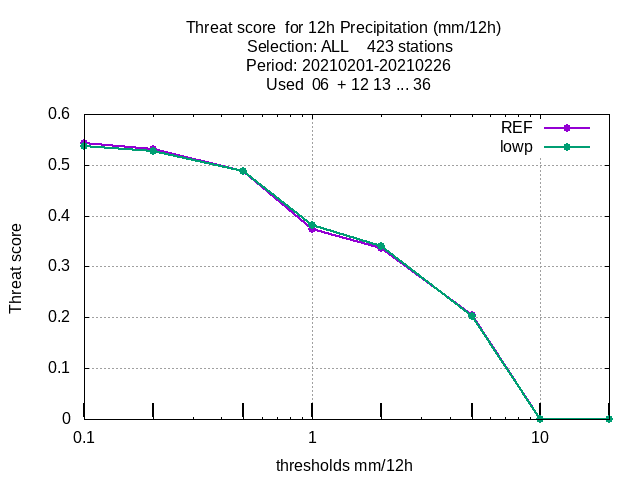 Threat score  for 12h Precipitation (mm/12h)
Selection: ALL    423 stations
Period: 20210201-20210226
Used  06  + 12 13 ... 36
0.6
REF
lowp
0.5
0.4
0.3
0.2
0.1
0
Threat score
0.1 1 10
thresholds mm/12h